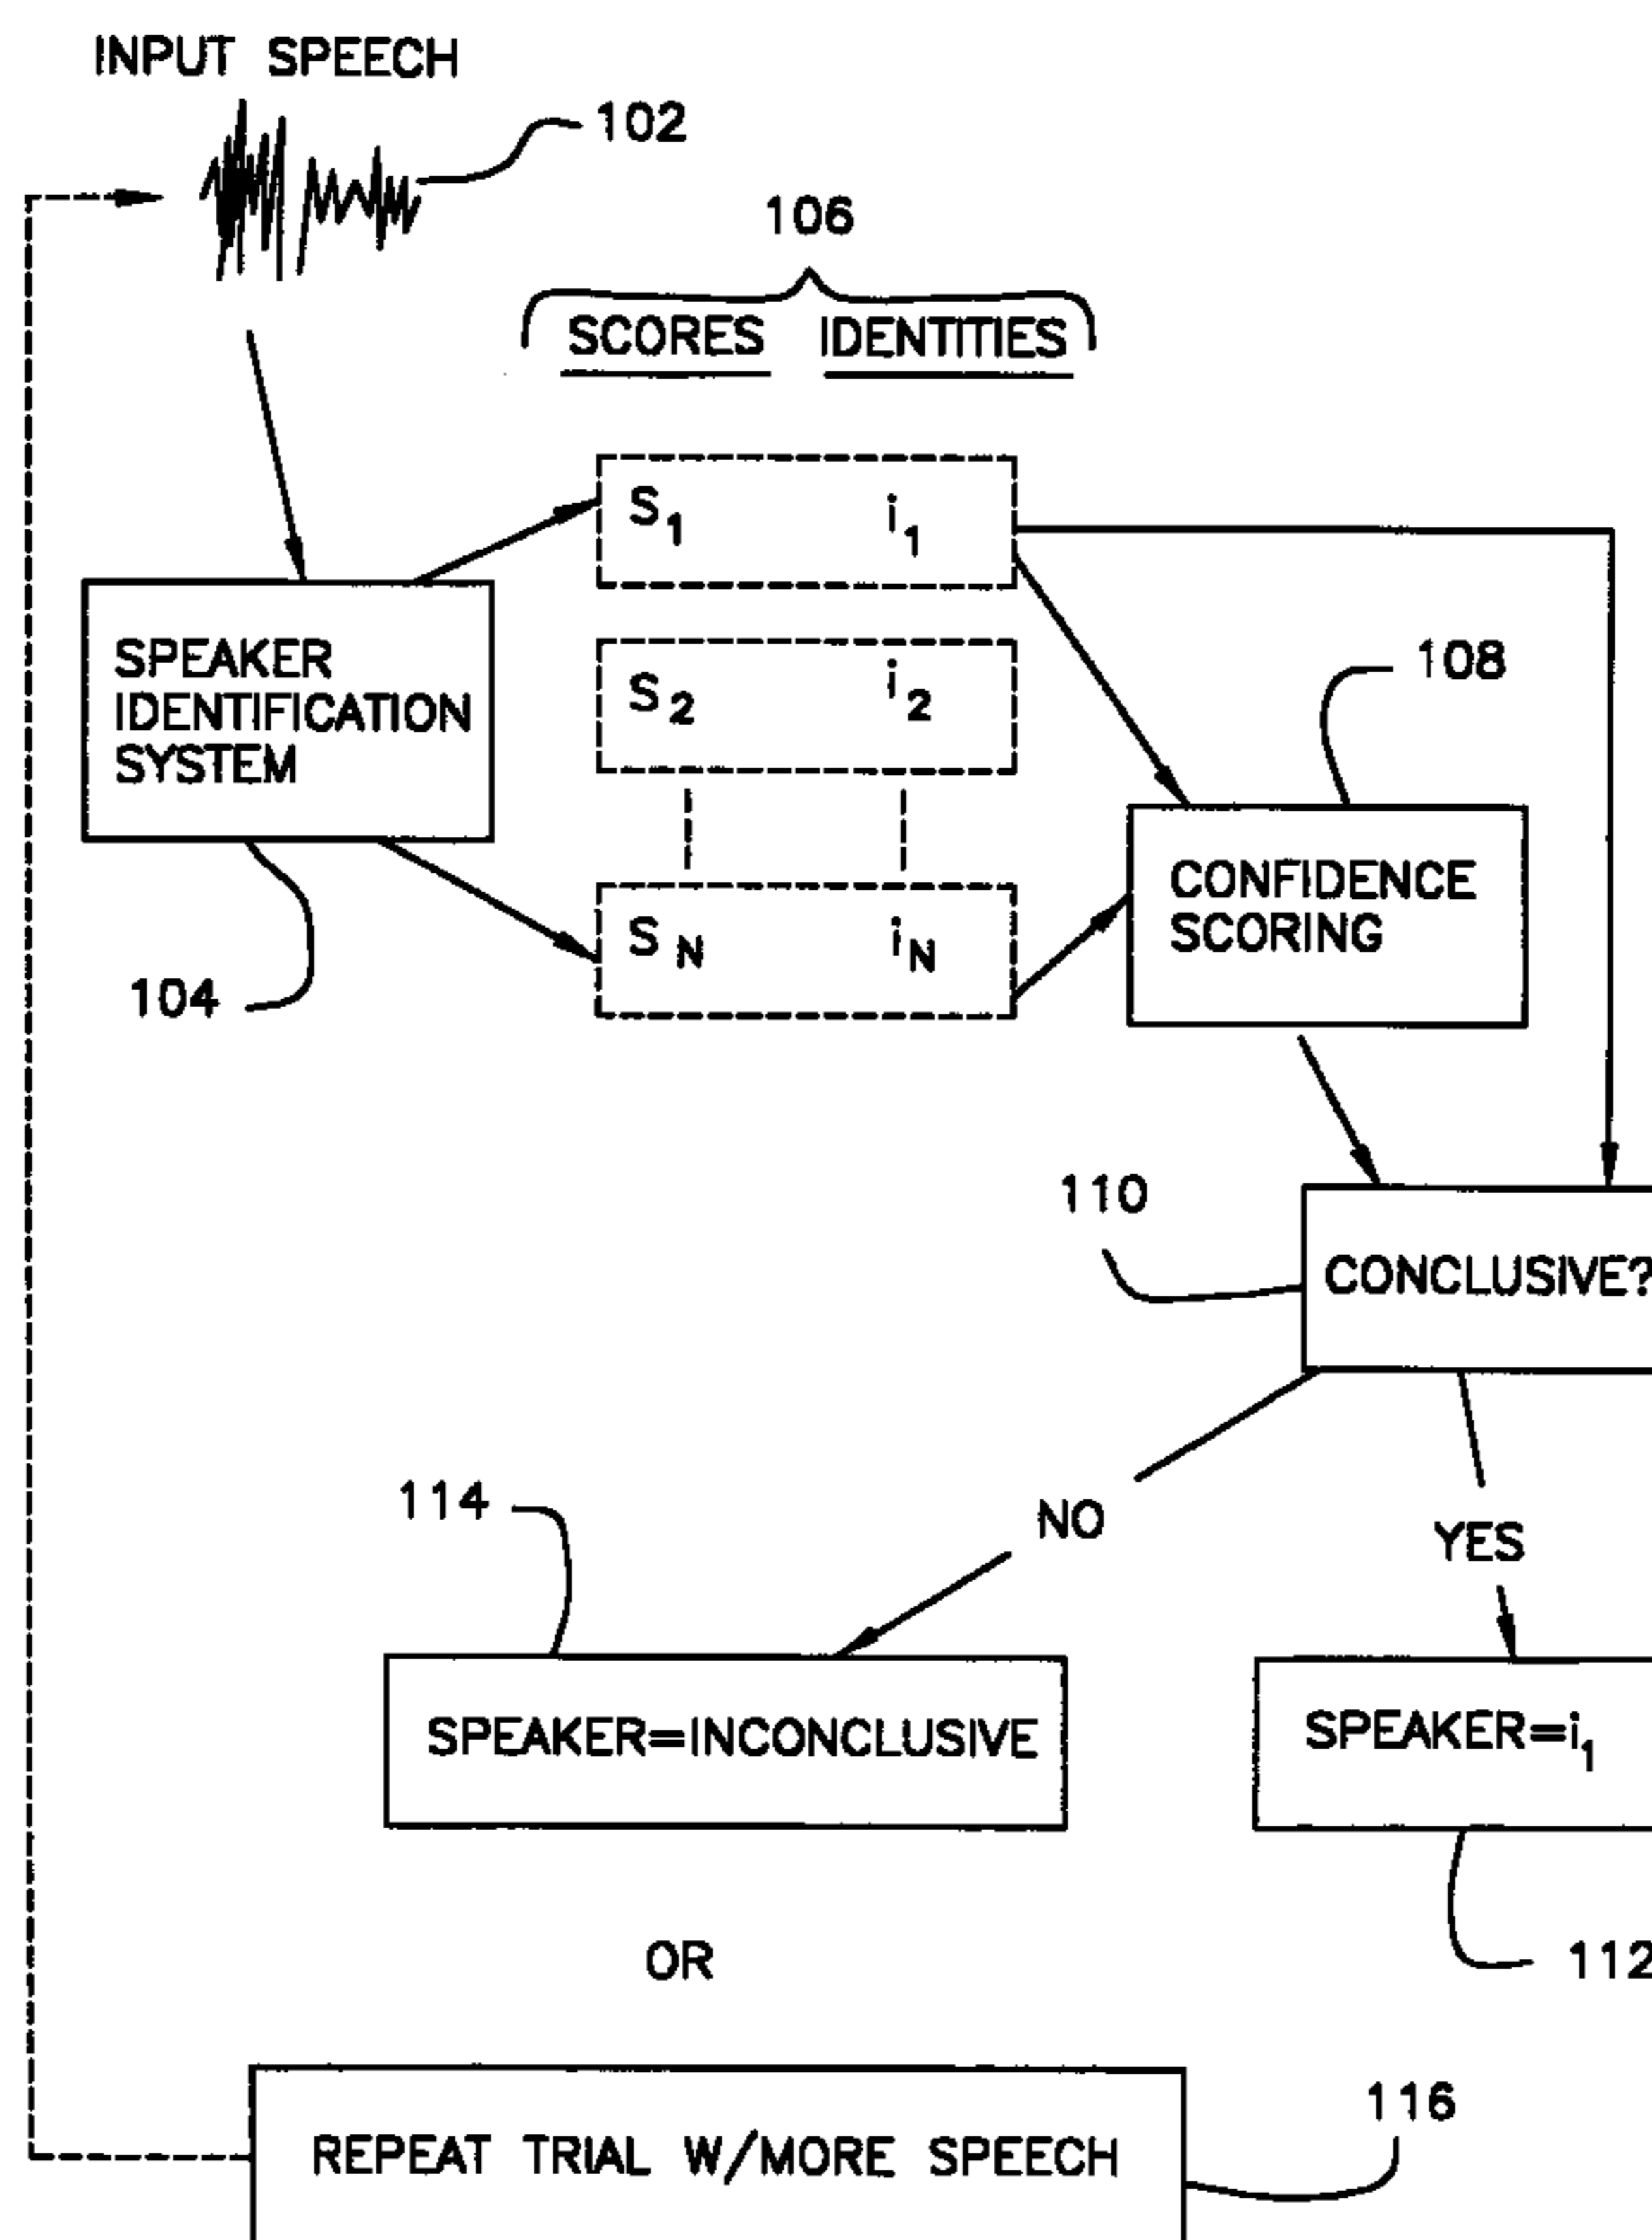 INPUT SPEECH
102
106
SCORES IDENTITIES
S1 i1
S2 i2
SN iN
SPEAKER
IDENTIFICATION
SYSTEM
104
108
CONFIDENCE
SCORING
110
CONCLUSIVE?
NO
YES
114
SPEAKER=INCONCLUSIVE
SPEAKER=i1
112
OR
116
REPEAT TRIAL W/MORE SPEECH